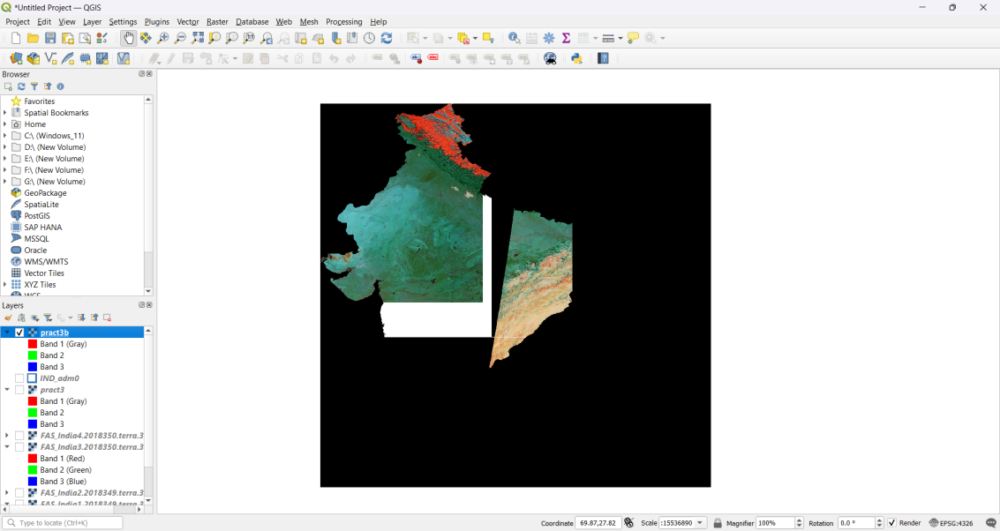 *Untitled Project — QGIS
Project Edit View Layer Settings Plugins Vector Raster Database Web Mesh Processing Help
Browser
Favorites
Spatial Bookmarks
Home
C:\ (Windows_11)
D:\ (New Volume)
E:\ (New Volume)
F:\ (New Volume)
G:\ (New Volume)
GeoPackage
SpatiaLite
PostGIS
SAP HANA
MSSQL
Oracle
WMS/WMTS
Vector Tiles
XYZ Tiles
Layers
pract3b
Band 1 (Gray)
Band 2
Band 3
IND_adm0
pract3
Band 1 (Gray)
Band 2
Band 3
FAS_India4.2018350.terra.3
FAS_India3.2018350.terra.3
Band 1 (Red)
Band 2 (Green)
Band 3 (Blue)
FAS_India2.2018349.terra.3
FAS_India1.2018349.terra.3
Type to locate (Ctrl+K) Coordinate 69.87,27.82 Scale :15536890 Magnifier 100% Rotation 0.0 ° Render EPSG:4326